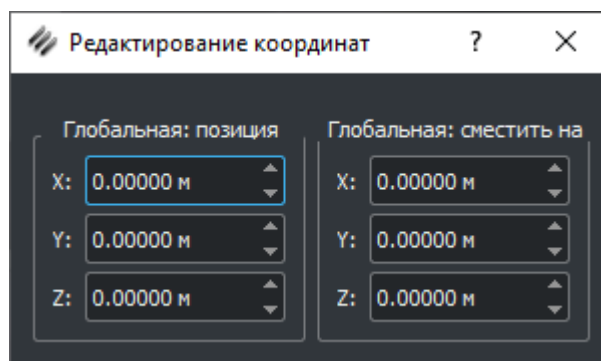 Редактирование координат ? ×
Глобальная: позиция
X: 0.00000 м
Y: 0.00000 м
Z: 0.00000 м
Глобальная: сместить на
X: 0.00000 м
Y: 0.00000 м
Z: 0.00000 м